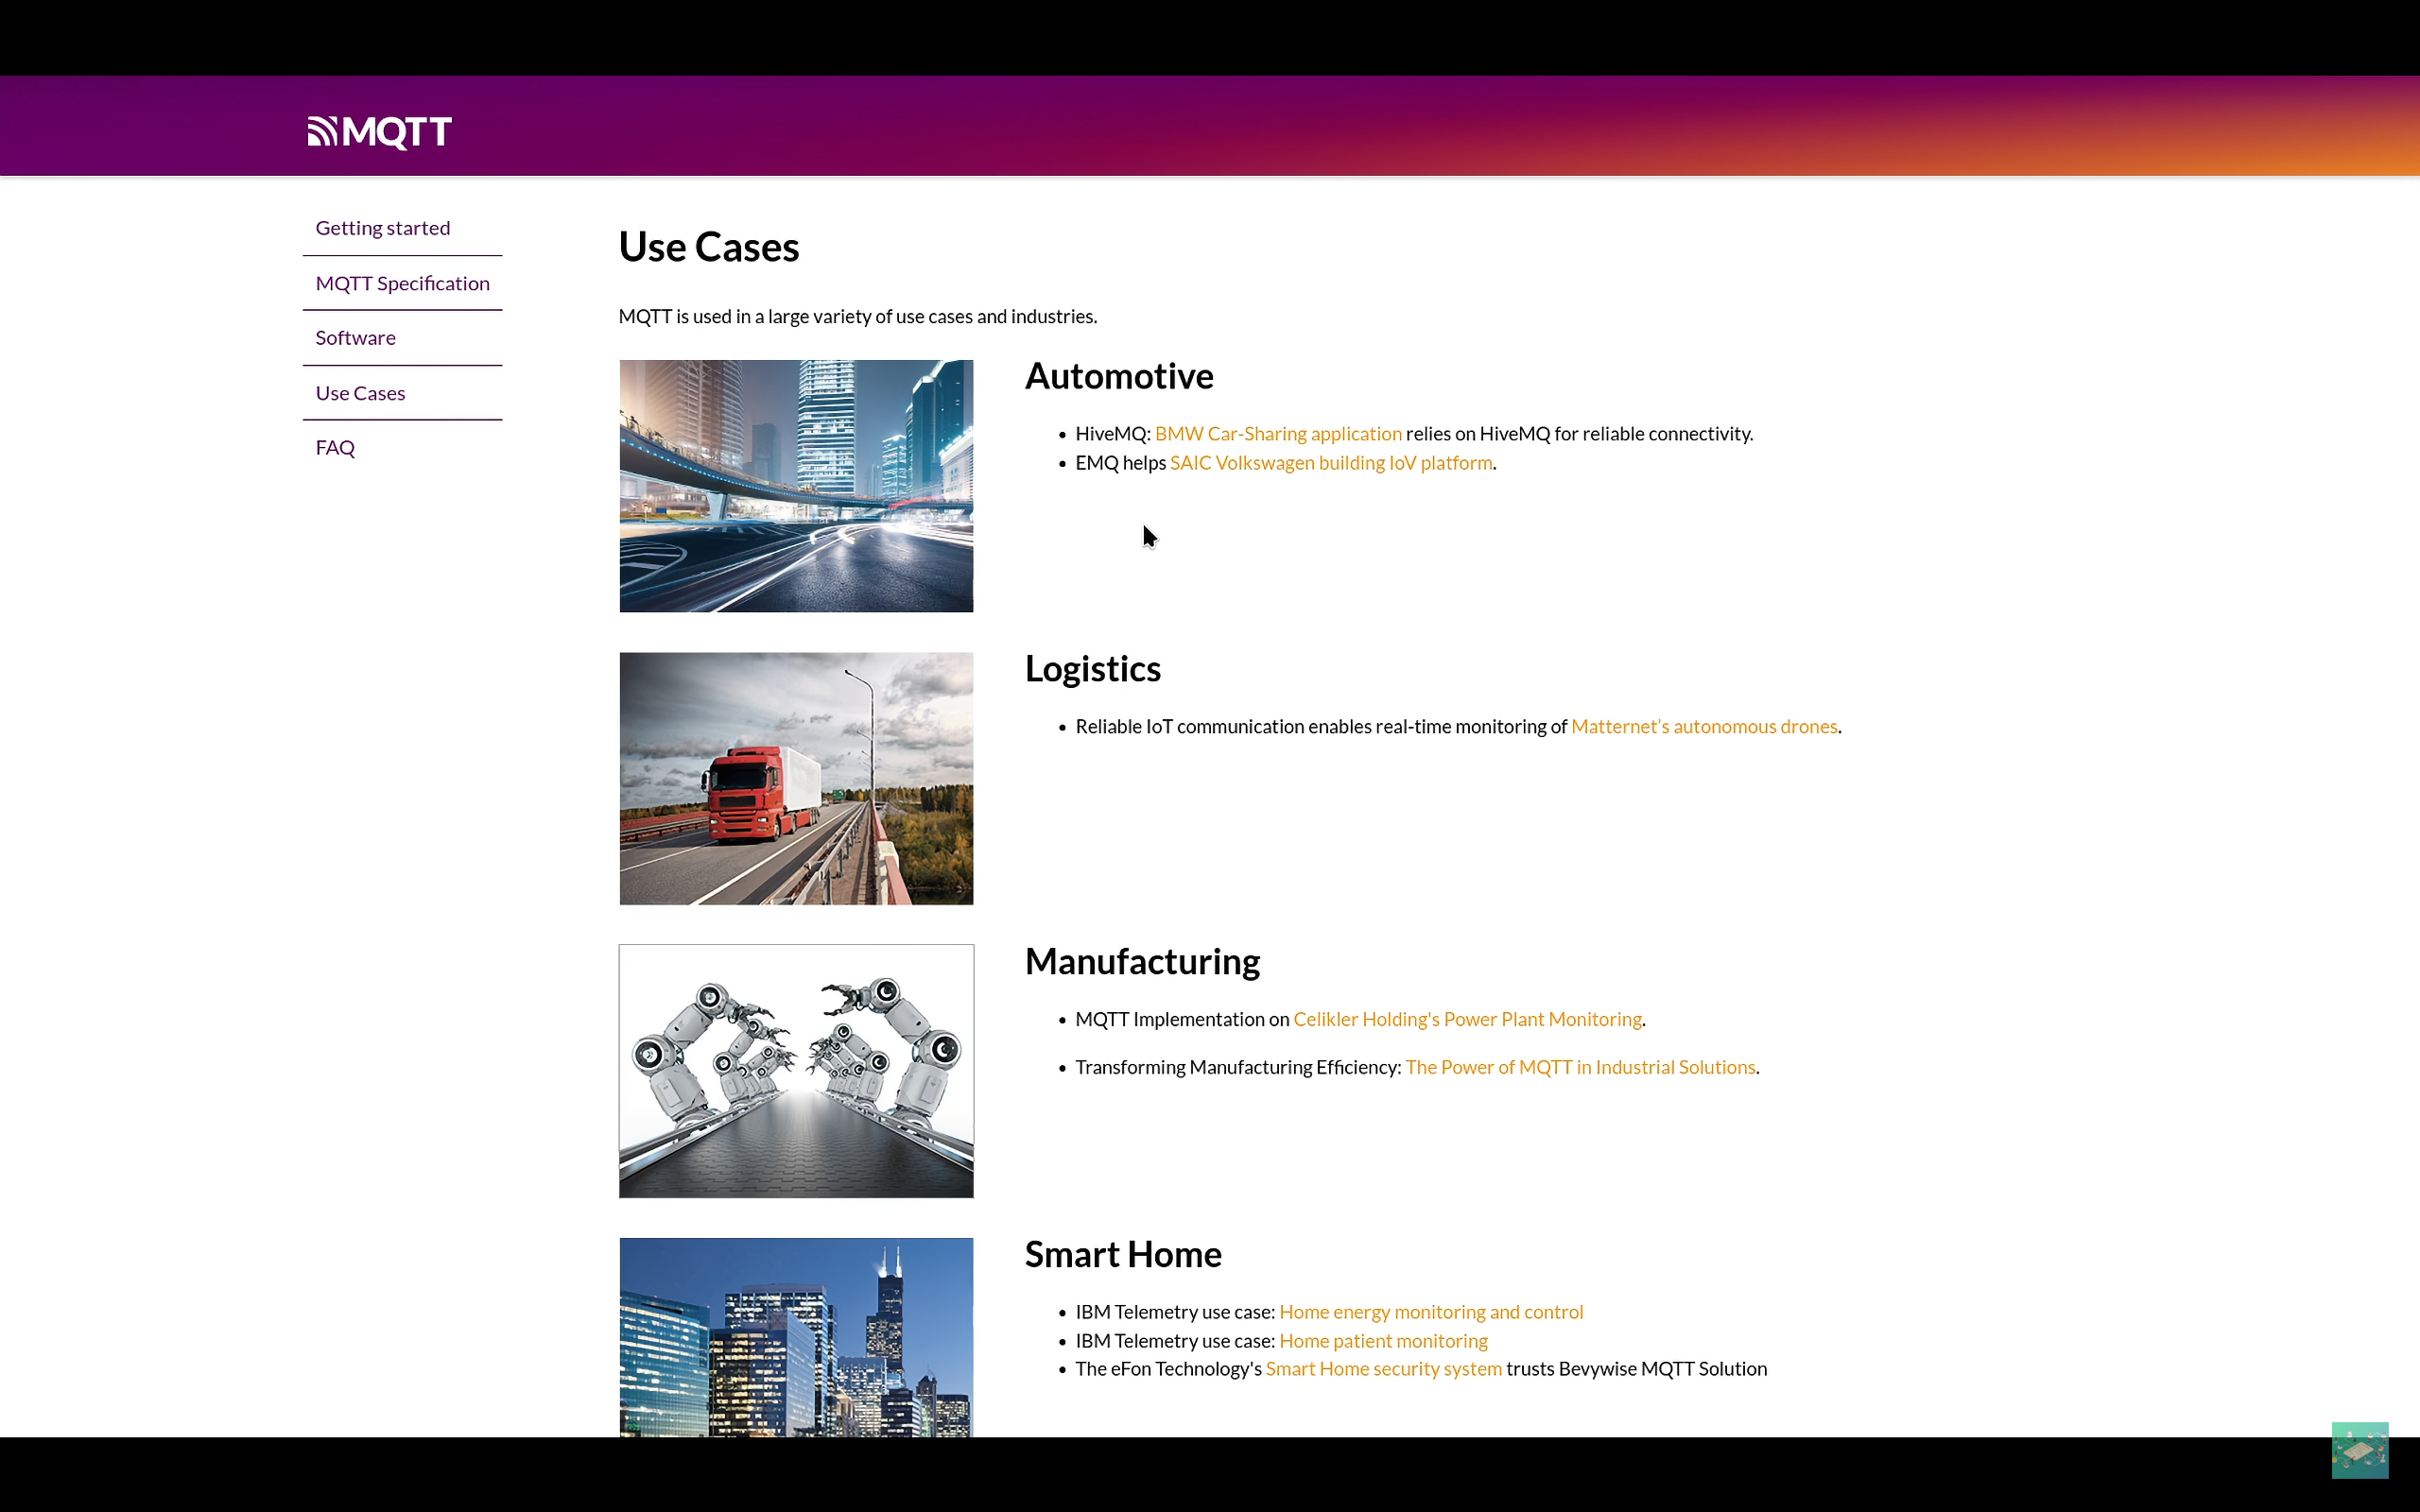 MQTT
Getting started
MQTT Specification
Software
Use Cases
FAQ
Use Cases
MQTT is used in a large variety of use cases and industries.
Automotive
• HiveMQ: BMW Car-Sharing application relies on HiveMQ for reliable connectivity.
• EMQ helps SAIC Volkswagen building IoV platform.
Logistics
• Reliable IoT communication enables real-time monitoring of Matternet’s autonomous drones.
Manufacturing
• MQTT Implementation on Celikler Holding's Power Plant Monitoring.
• Transforming Manufacturing Efficiency: The Power of MQTT in Industrial Solutions.
Smart Home
• IBM Telemetry use case: Home energy monitoring and control
• IBM Telemetry use case: Home patient monitoring
• The eFon Technology's Smart Home security system trusts Bevywise MQTT Solution